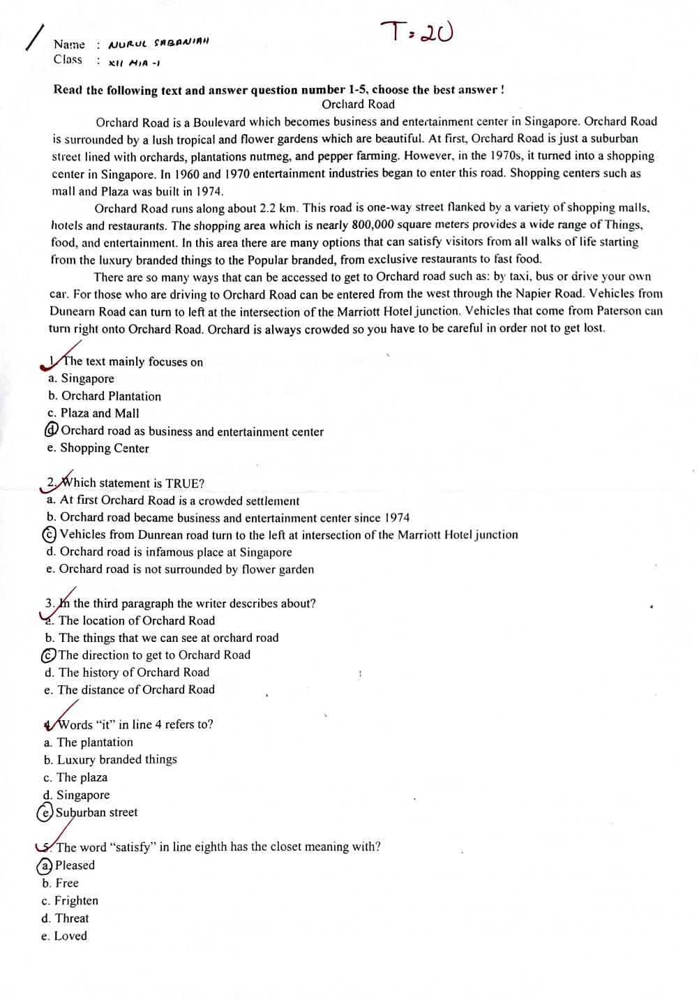 T: 20
Name : NURUL SABANIAH
Class : XII MIA -1
Read the following text and answer question number 1-5, choose the best answer !
Orchard Road
Orchard Road is a Boulevard which becomes business and entertainment center in Singapore. Orchard Road
is surrounded by a lush tropical and flower gardens which are beautiful. At first, Orchard Road is just a suburban
street lined with orchards, plantations nutmeg, and pepper farming. However, in the 1970s, it turned into a shopping
center in Singapore. In 1960 and 1970 entertainment industries began to enter this road. Shopping centers such as
mall and Plaza was built in 1974.
Orchard Road runs along about 2.2 km. This road is one-way street flanked by a variety of shopping malls,
hotels and restaurants. The shopping area which is nearly 800,000 square meters provides a wide range of Things,
food, and entertainment. In this area there are many options that can satisfy visitors from all walks of life starting
from the luxury branded things to the Popular branded, from exclusive restaurants to fast food.
There are so many ways that can be accessed to get to Orchard road such as: by taxi, bus or drive your own
car. For those who are driving to Orchard Road can be entered from the west through the Napier Road. Vehicles from
Dunearn Road can turn to left at the intersection of the Marriott Hotel junction. Vehicles that come from Paterson can
turn right onto Orchard Road. Orchard is always crowded so you have to be careful in order not to get lost.
1. The text mainly focuses on
a. Singapore
b. Orchard Plantation
c. Plaza and Mall
d Orchard road as business and entertainment center
e. Shopping Center
2. Which statement is TRUE?
a. At first Orchard Road is a crowded settlement
b. Orchard road became business and entertainment center since 1974
c. Vehicles from Dunrean road turn to the left at intersection of the Marriott Hotel junction
d. Orchard road is infamous place at Singapore
e. Orchard road is not surrounded by flower garden
3. In the third paragraph the writer describes about?
a. The location of Orchard Road
b. The things that we can see at orchard road
c. The direction to get to Orchard Road
d. The history of Orchard Road
e. The distance of Orchard Road
4. Words “it” in line 4 refers to?
a. The plantation
b. Luxury branded things
c. The plaza
d. Singapore
e. Suburban street
5. The word “satisfy” in line eighth has the closet meaning with?
a. Pleased
b. Free
c. Frighten
d. Threat
e. Loved